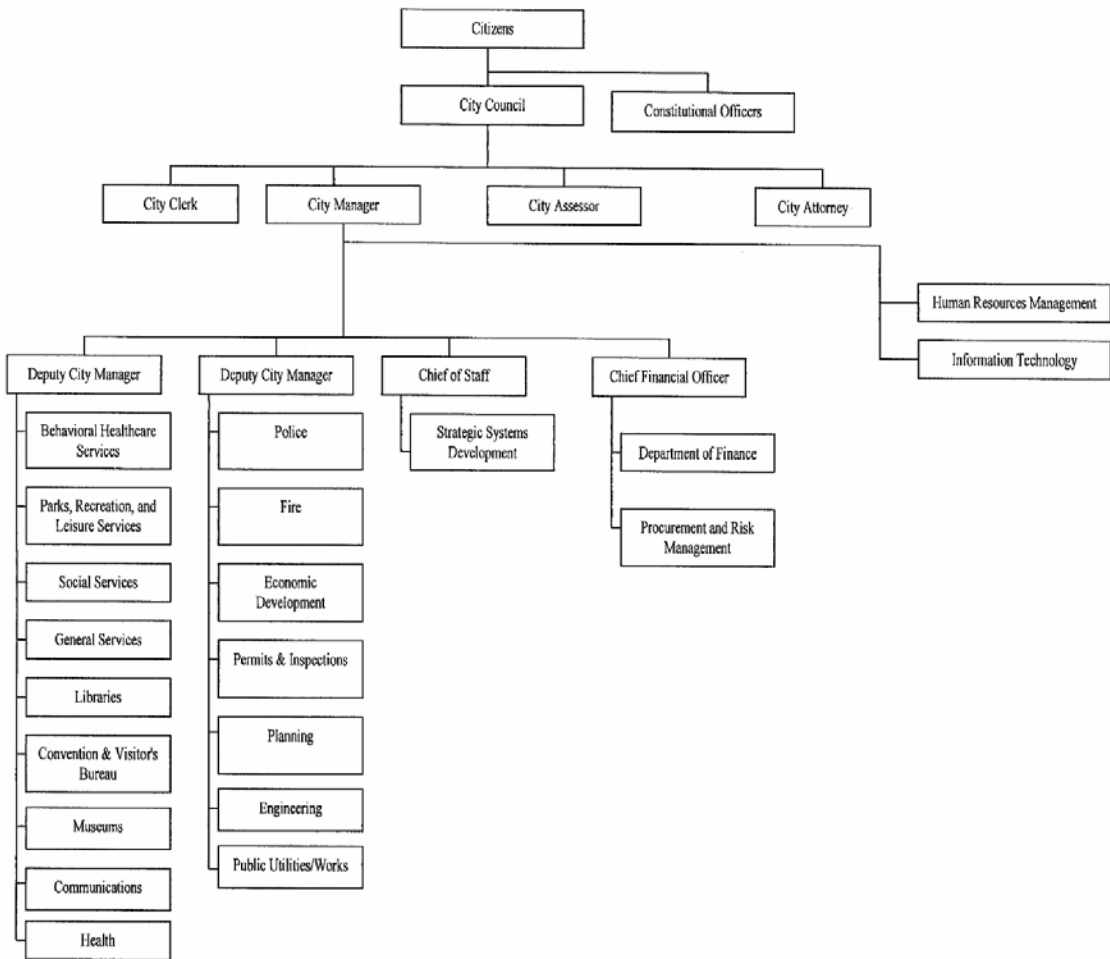 Citizens
City Council
Constitutional Officers
City Clerk
City Manager
City Assessor
City Attorney
Human Resources Management
Information Technology
Deputy City Manager
Deputy City Manager
Chief of Staff
Chief Financial Officer
Behavioral Healthcare
Services
Parks, Recreation, and
Leisure Services
Social Services
General Services
Libraries
Convention & Visitor's
Bureau
Museums
Communications
Health
Police
Fire
Economic
Development
Permits & Inspections
Planning
Engineering
Public Utilities/Works
Strategic Systems
Development
Department of Finance
Procurement and Risk
Management